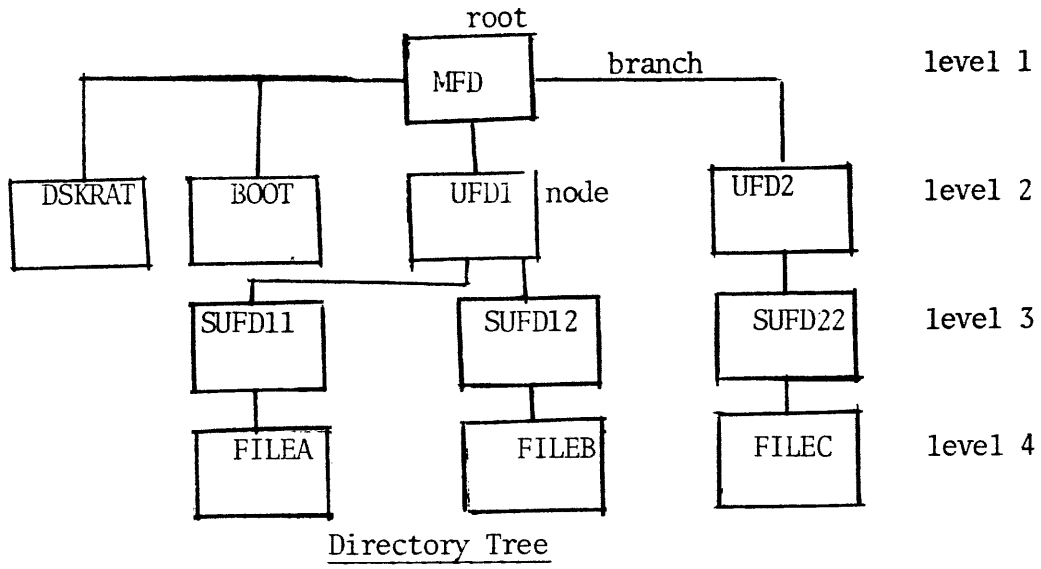 root
MFD branch level 1
DSKRAT BOOT UFD1 node UFD2 level 2
SUFD11 SUFD12 SUFD22 level 3
FILEA FILEB FILEC level 4
Directory Tree